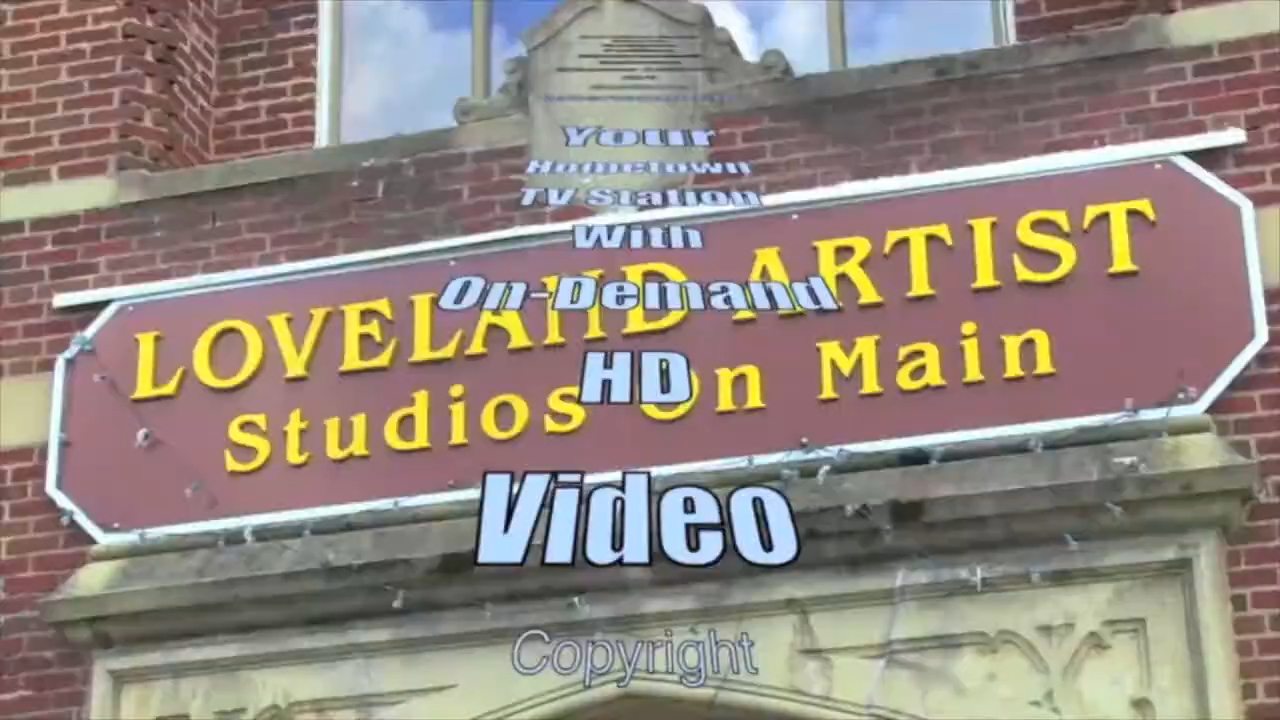 Your
Hometown
TV Station
With
On-Demand
HD
Video
Copyright
LOVELAND ARTIST
Studios On Main